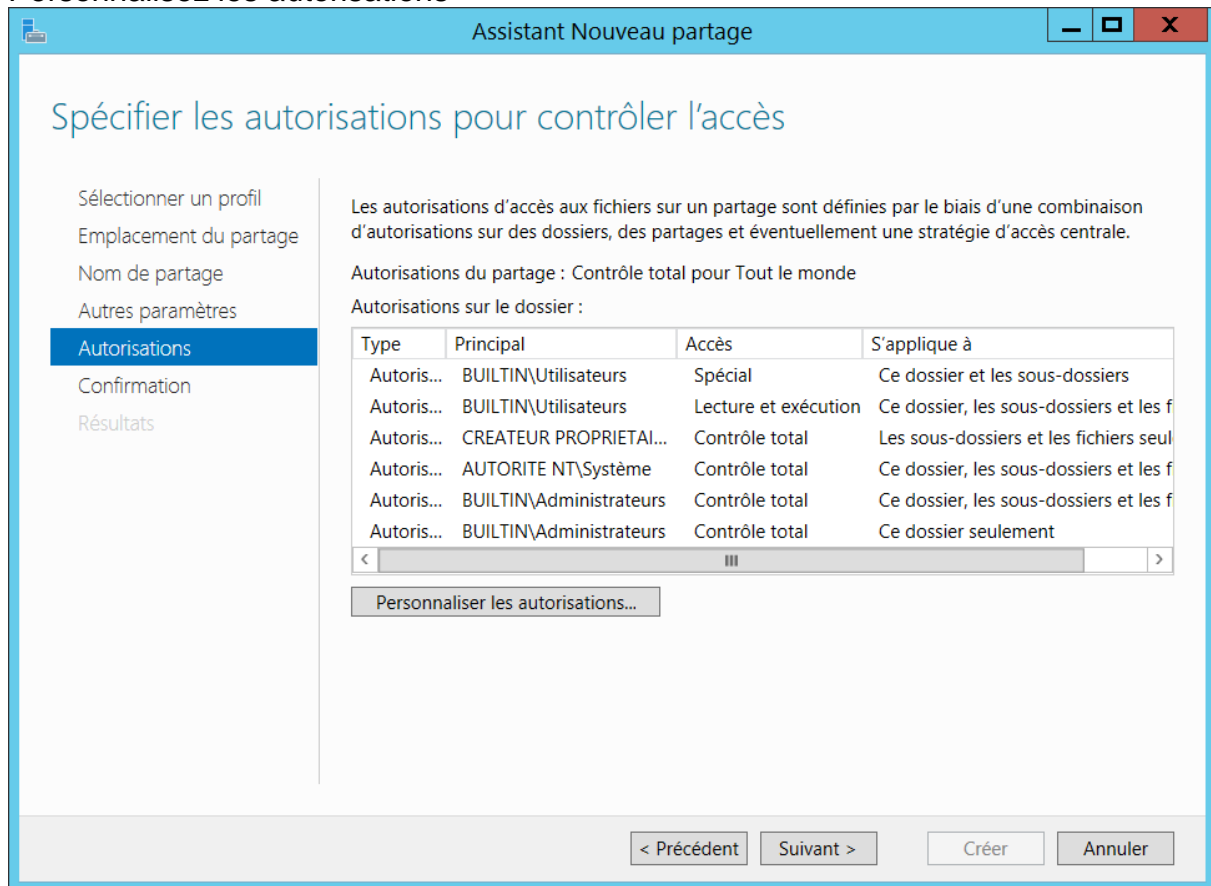 Personnalisez les autorisations
Assistant Nouveau partage
Spécifier les autorisations pour contrôler l'accès
Sélectionner un profil
Emplacement du partage
Nom de partage
Autres paramètres
Autorisations
Confirmation
Résultats
Les autorisations d'accès aux fichiers sur un partage sont définies par le biais d'une combinaison
d'autorisations sur des dossiers, des partages et éventuellement une stratégie d'accès centrale.
Autorisations du partage : Contrôle total pour Tout le monde
Autorisations sur le dossier :
Type Principal Accès S'applique à
Autoris... BUILTIN\Utilisateurs Spécial Ce dossier et les sous-dossiers
Autoris... BUILTIN\Utilisateurs Lecture et exécution Ce dossier, les sous-dossiers et les f
Autoris... CREATEUR PROPRIETAI... Contrôle total Les sous-dossiers et les fichiers seul
Autoris... AUTORITE NT\Système Contrôle total Ce dossier, les sous-dossiers et les f
Autoris... BUILTIN\Administrateurs Contrôle total Ce dossier, les sous-dossiers et les f
Autoris... BUILTIN\Administrateurs Contrôle total Ce dossier seulement
Personnaliser les autorisations...
< Précédent Suivant > Créer Annuler